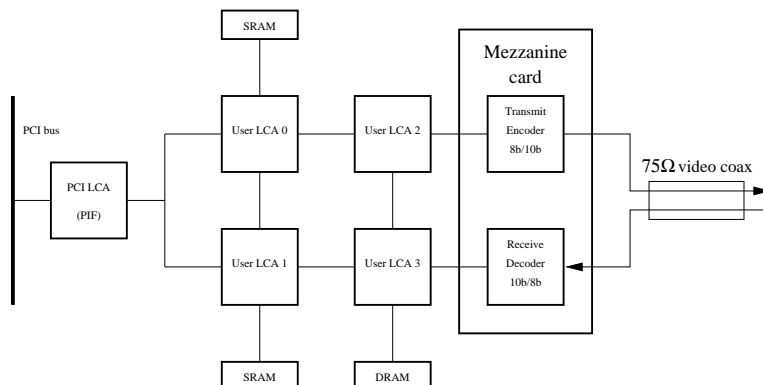 SRAM
Mezzanine
card
PCI bus
User LCA 0
User LCA 2
Transmit
Encoder
8b/10b
75Ω video coax
PCI LCA
(PIF)
User LCA 1
User LCA 3
Receive
Decoder
10b/8b
SRAM
DRAM